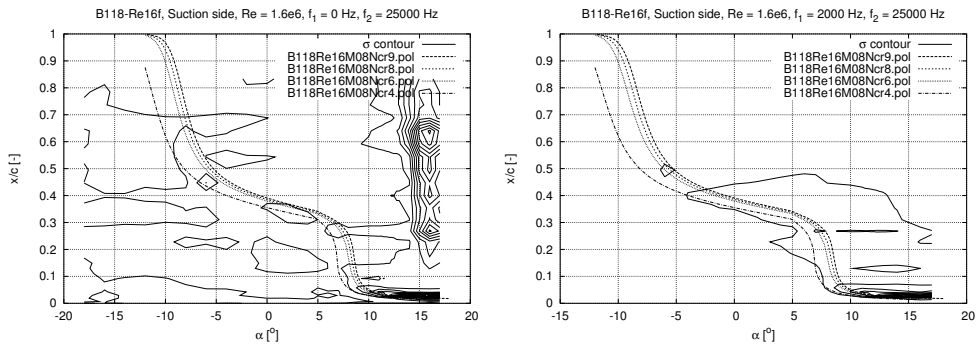 B118-Re16f, Suction side, Re = 1.6e6, f1 = 0 Hz, f2 = 25000 Hz
σ contour
B118Re16M08Ncr9.pol
B118Re16M08Ncr8.pol
B118Re16M08Ncr6.pol
B118Re16M08Ncr4.pol
x/c [-]
1
0.9
0.8
0.7
0.6
0.5
0.4
0.3
0.2
0.1
0
-20 -15 -10 -5 0 5 10 15 20
α [°]
B118-Re16f, Suction side, Re = 1.6e6, f1 = 2000 Hz, f2 = 25000 Hz
σ contour
B118Re16M08Ncr9.pol
B118Re16M08Ncr8.pol
B118Re16M08Ncr6.pol
B118Re16M08Ncr4.pol
x/c [-]
1
0.9
0.8
0.7
0.6
0.5
0.4
0.3
0.2
0.1
0
-15 -10 -5 0 5 10 15 20
α [°]